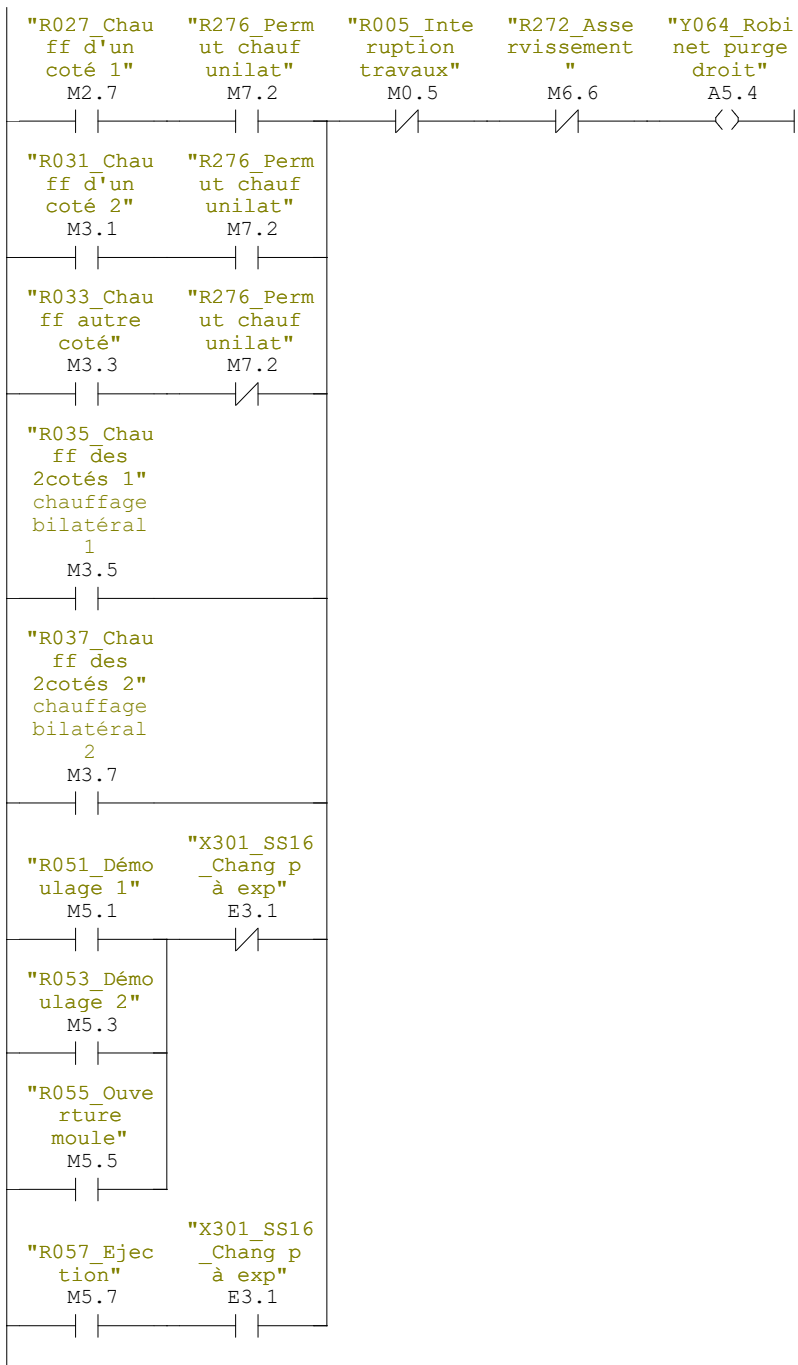 "R027_Chau "R276_Perm "R005_Inte "R272_Asse "Y064_Robi
ff d'un ut chauf ruption rvissement net purge
coté 1" unilat" travaux" " droit"
M2.7 M7.2 M0.5 M6.6 A5.4
"R031_Chau "R276_Perm
ff d'un ut chauf
coté 2" unilat"
M3.1 M7.2
"R033_Chau "R276_Perm
ff autre ut chauf
coté" unilat"
M3.3 M7.2
"R035_Chau
ff des
2cotés 1"
chauffage
bilatéral
1
M3.5
"R037_Chau
ff des
2cotés 2"
chauffage
bilatéral
2
M3.7
"X301_SS16
"R051_Démo _Chang p
ulage 1" à exp"
M5.1 E3.1
"R053_Démo
ulage 2"
M5.3
"R055_Ouve
rture
moule"
M5.5
"X301_SS16
"R057_Ejec _Chang p
tion" à exp"
M5.7 E3.1